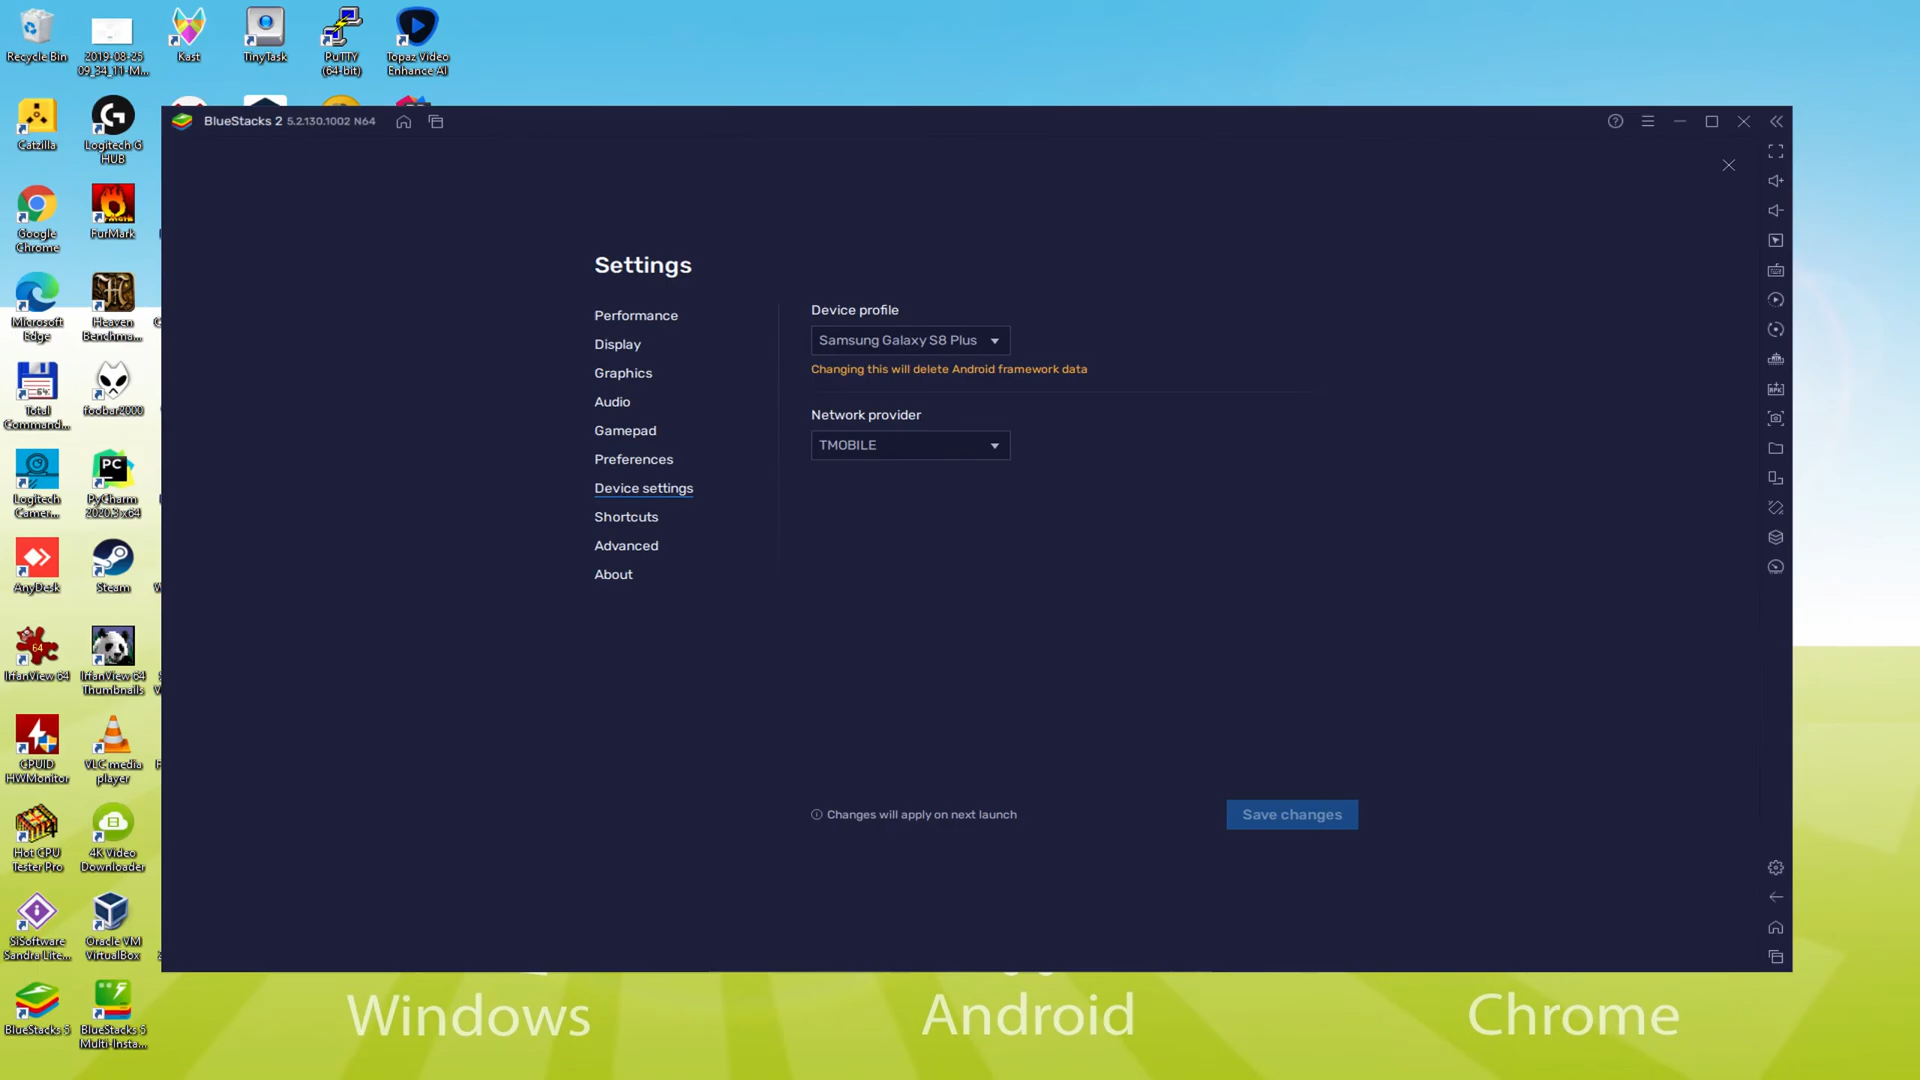 Recycle Bin
2019-08-25
09_34_11-M...
Kast
TinyTask
PuTTY
(64-bit)
Topaz Video
Enhance AI
Catzilla
Logitech G
HUB
Google
Chrome
FurMark
Microsoft
Edge
Heaven
Benchma...
Total
Command...
foobar2000
Logitech
Camer...
PyCharm
2020.3 x64
AnyDesk
Steam
IrfanView 64
IrfanView 64
Thumbnails
CPUID
HWMonitor
VLC media
player
Hot CPU
Tester Pro
4K Video
Downloader
SiSoftware
Sandra Lite...
Oracle VM
VirtualBox
BlueStacks 5
BlueStacks 5
Multi-Insta...
BlueStacks 2 5.2.130.1002 N64
Settings
Performance
Display
Graphics
Audio
Gamepad
Preferences
Device settings
Shortcuts
Advanced
About
Device profile
Samsung Galaxy S8 Plus
Changing this will delete Android framework data
Network provider
TMOBILE
Changes will apply on next launch
Save changes
Windows
Android
Chrome